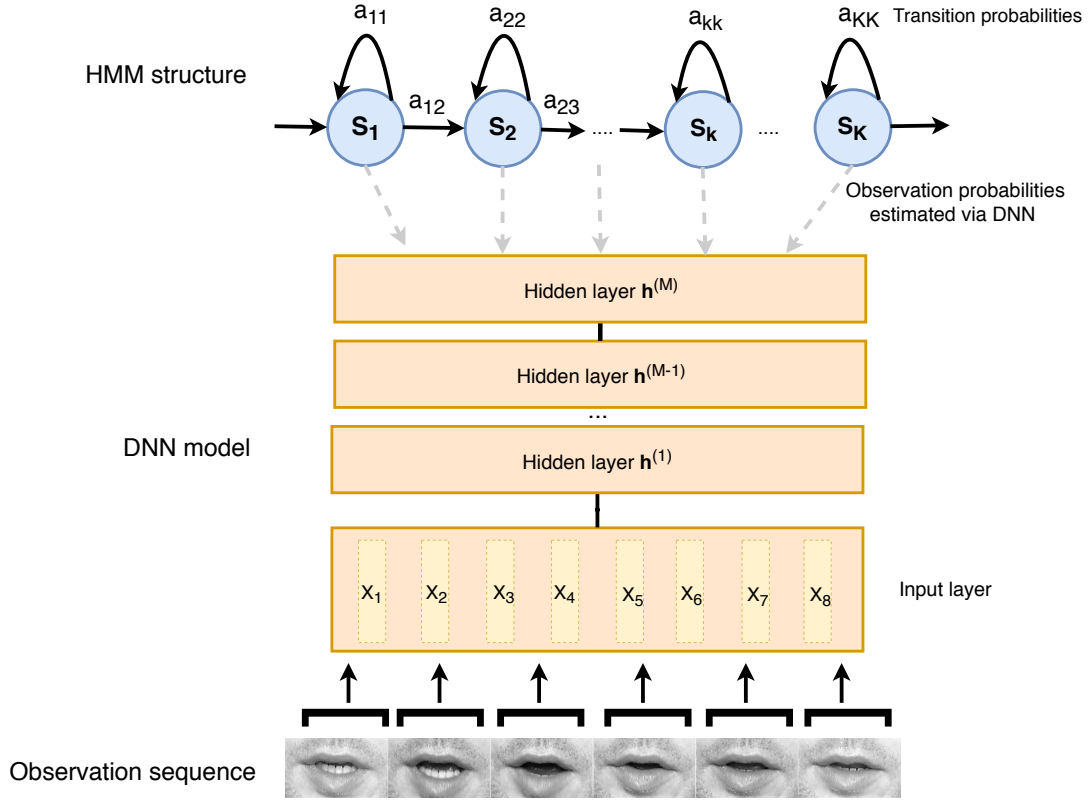 a11 a22 akk aKK Transition probabilities
HMM structure
a12 a23
S1 S2 .... Sk .... SK
Observation probabilities
estimated via DNN
Hidden layer h(M)
Hidden layer h(M-1)
...
DNN model
Hidden layer h(1)
X1 X2 X3 X4 X5 X6 X7 X8 Input layer
Observation sequence